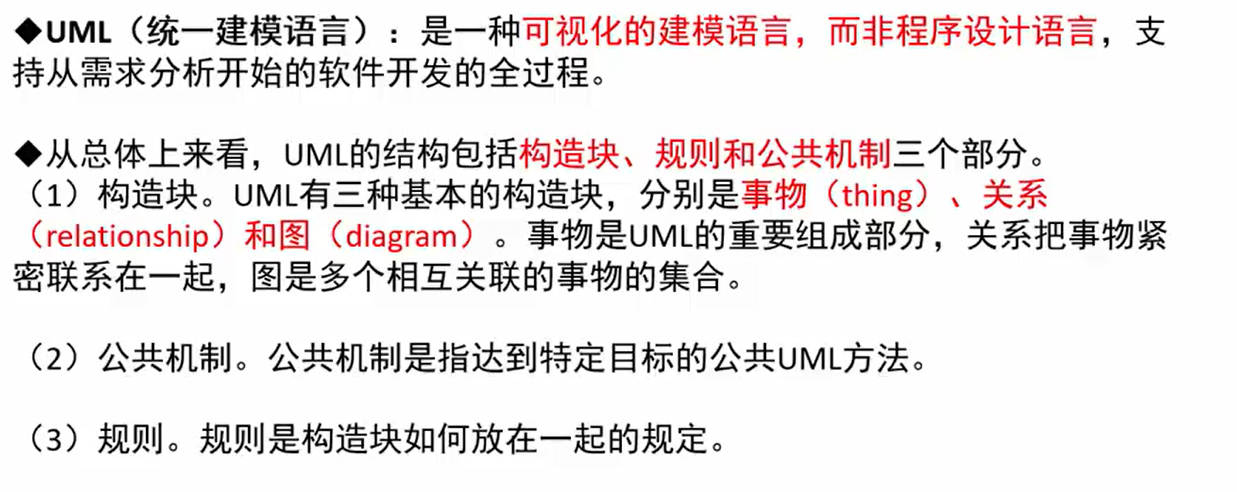 ◆UML（统一建模语言）：是一种可视化的建模语言，而非程序设计语言，支
持从需求分析开始的软件开发的全过程。
◆从总体上来看，UML的结构包括构造块、规则和公共机制三个部分。
（1）构造块。UML有三种基本的构造块，分别是事物（thing）、关系
（relationship）和图（diagram）。事物是UML的重要组成部分，关系把事物紧
密联系在一起，图是多个相互关联的事物的集合。
（2）公共机制。公共机制是指达到特定目标的公共UML方法。
（3）规则。规则是构造块如何放在一起的规定。